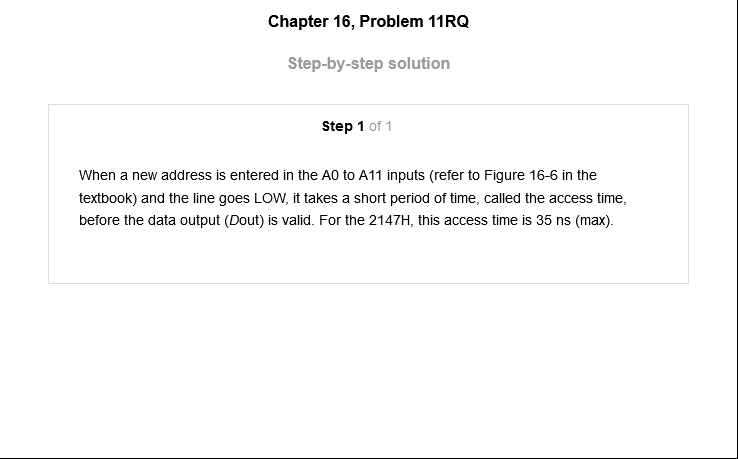 Chapter 16, Problem 11RQ
Step-by-step solution
Step 1 of 1
When a new address is entered in the A0 to A11 inputs (refer to Figure 16-6 in the
textbook) and the line goes LOW, it takes a short period of time, called the access time,
before the data output (Dout) is valid. For the 2147H, this access time is 35 ns (max).